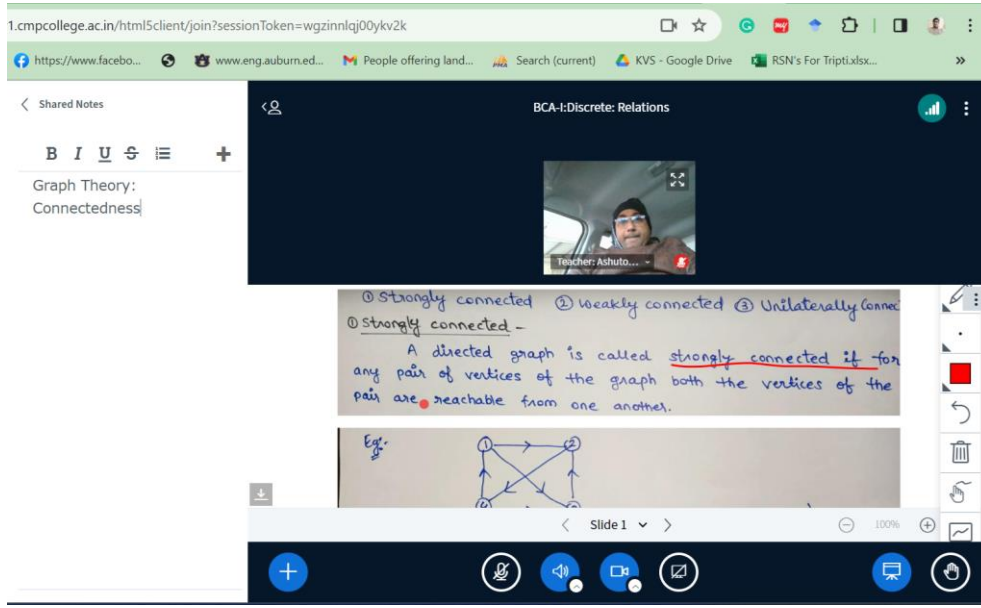 1.cmpcollege.ac.in/html5client/join?sessionToken=wgzinnlqj00ykv2k
https://www.facebo... www.eng.auburn.ed... People offering land... Search (current) KVS - Google Drive RSN's For Tripti.xlsx... »
Shared Notes
B I U S
Graph Theory:
Connectedness
BCA-I:Discrete: Relations
Teacher: Ashuto...
① Strongly connected ② weakly connected ③ Unilaterally Connec
① Strongly connected -
A directed graph is called strongly connected if for
any pair of vertices of the graph both the vertices of the
pair are reachable from one another.
Eg:-
1 2
4
Slide 1
100%